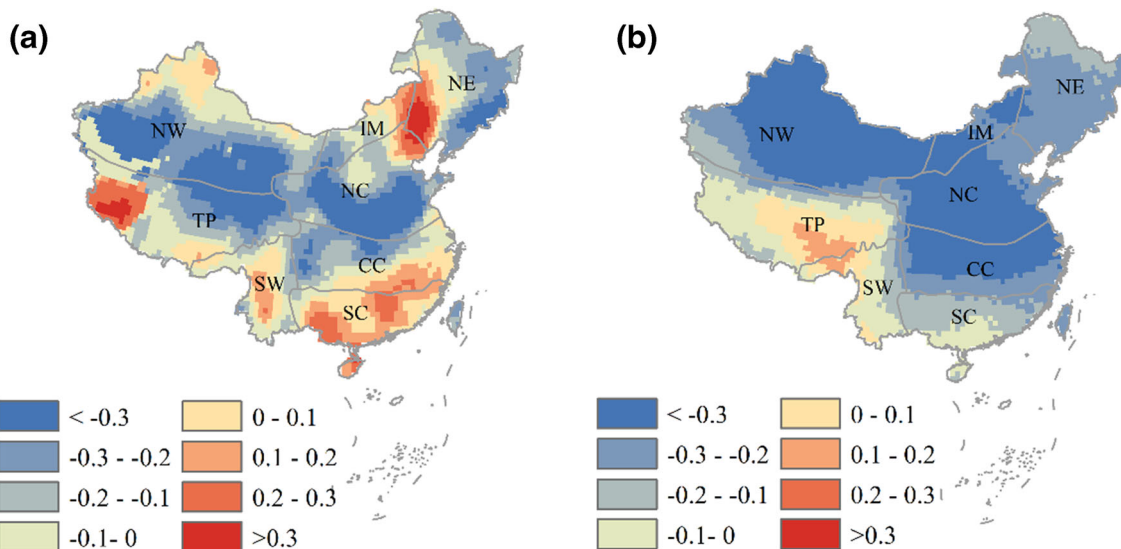 (a)
NE
NW
IM
NC
TP
CC
SW
SC
< -0.3
0 - 0.1
-0.3 - -0.2
0.1 - 0.2
-0.2 - -0.1
0.2 - 0.3
-0.1- 0
>0.3
(b)
NE
NW
IM
NC
TP
CC
SW
SC
< -0.3
0 - 0.1
-0.3 - -0.2
0.1 - 0.2
-0.2 - -0.1
0.2 - 0.3
-0.1 - 0
>0.3